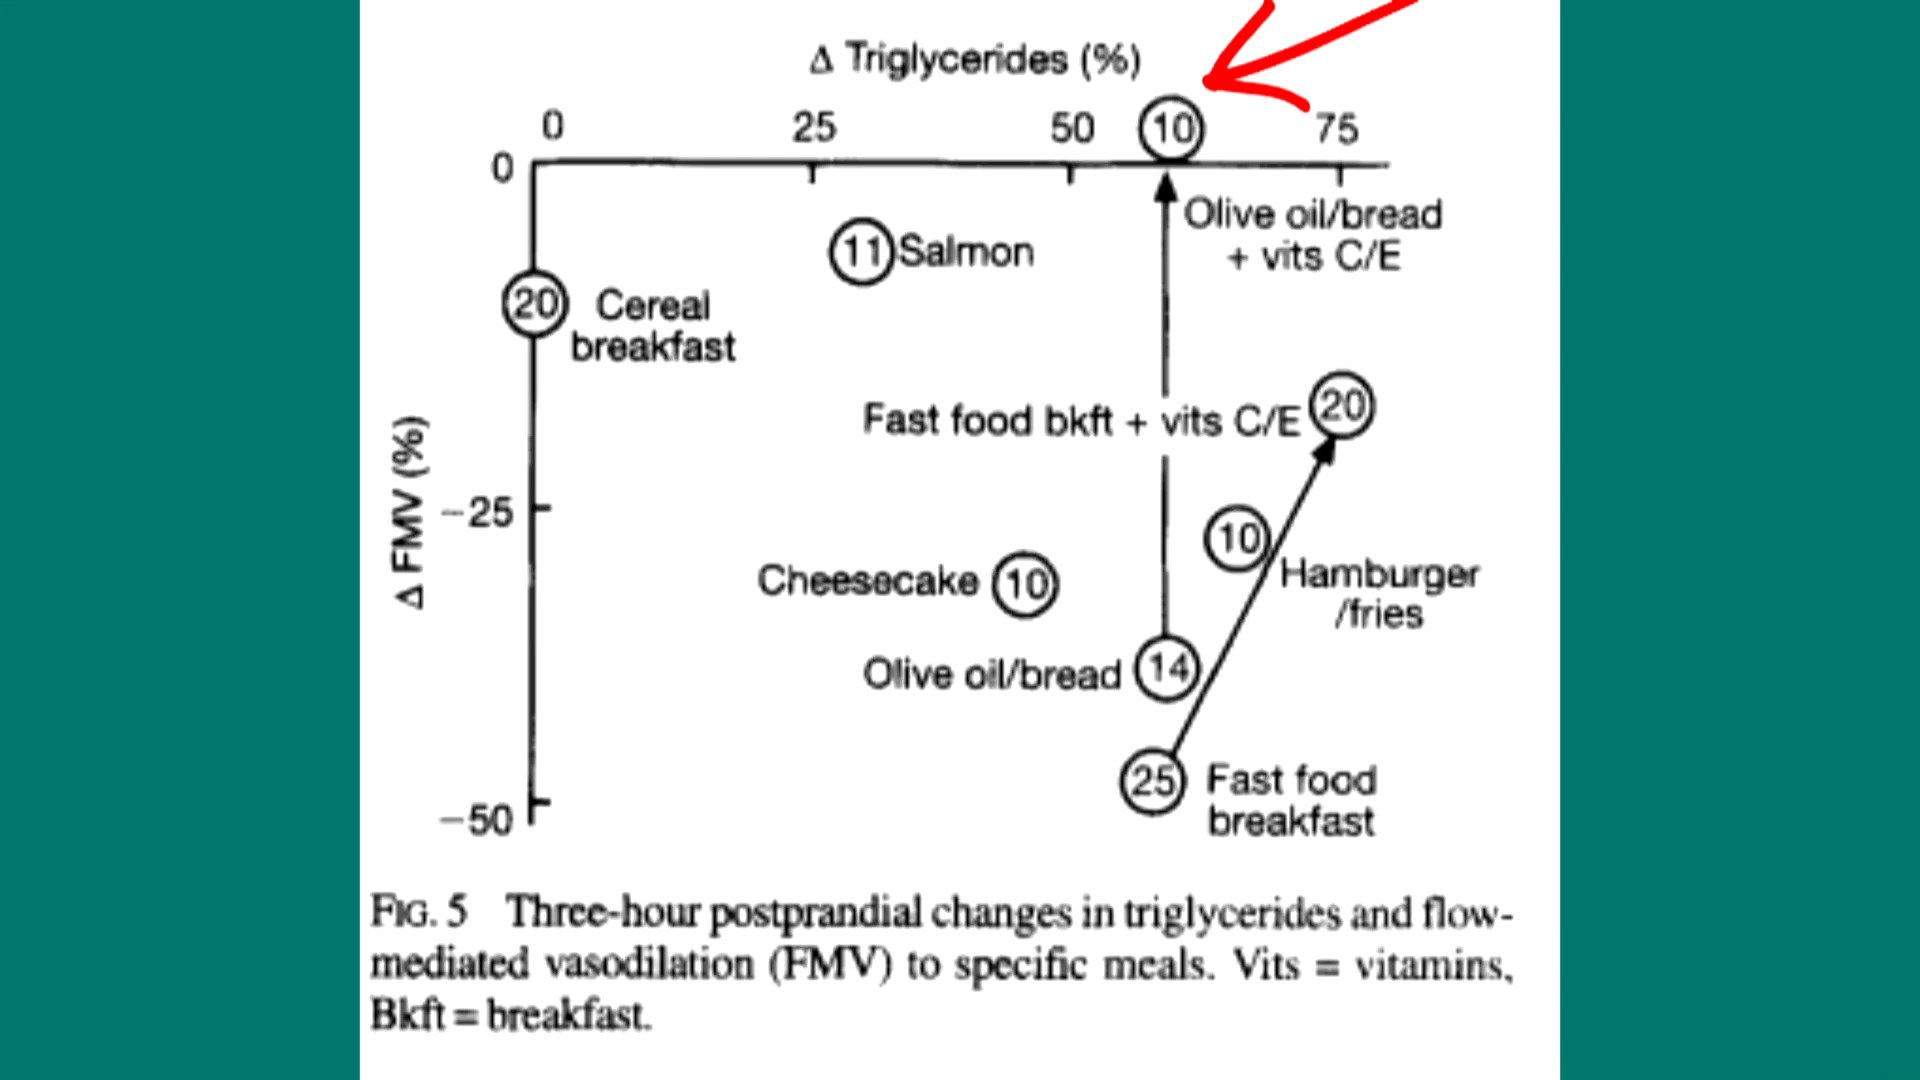 Δ Triglycerides (%)
0 25 50 10 75
0
Olive oil/bread
+ vits C/E
11 Salmon
20 Cereal
breakfast
Fast food bkft + vits C/E 20
Δ FMV (%)
−25
10
Hamburger
/fries
Cheesecake 10
Olive oil/bread 14
25 Fast food
breakfast
−50
FIG. 5 Three-hour postprandial changes in triglycerides and flow-
mediated vasodilation (FMV) to specific meals. Vits = vitamins,
Bkft = breakfast.